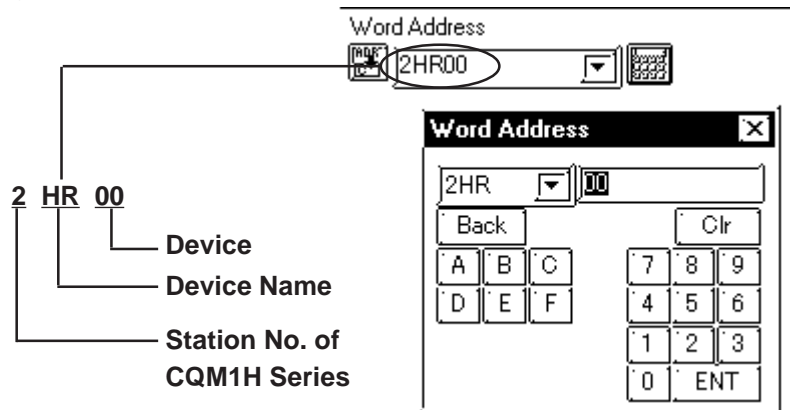 Word Address
ADR
C
2HR00
Word Address
2HR 00
Back Clr
A B C 7 8 9
D E F 4 5 6
1 2 3
0 ENT
2 HR 00
Device
Device Name
Station No. of
CQM1H Series